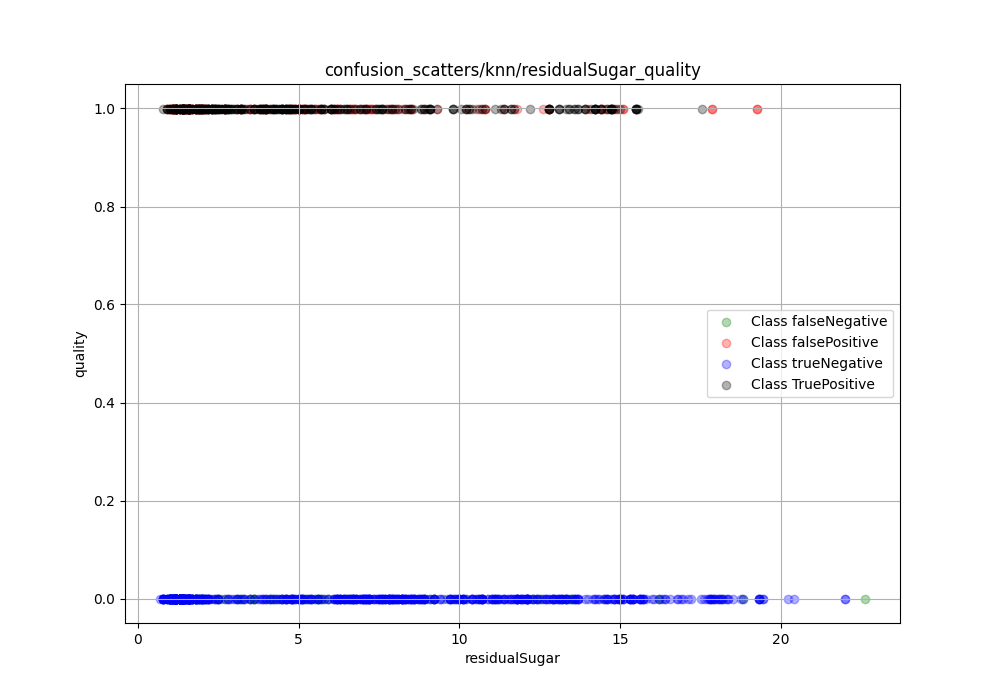 confusion_scatters/knn/residualSugar_quality
1.0
0.8
0.6
0.4
0.2
0.0
quality
Class falseNegative
Class falsePositive
Class trueNegative
Class TruePositive
0
5
10
15
20
residualSugar